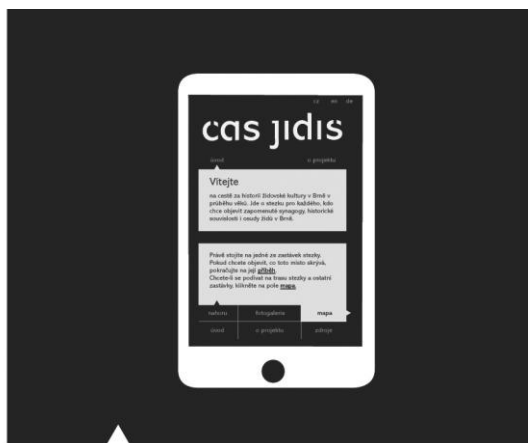 cz en de
cas jidis
úvod o projektu
Vítejte
na cestě za historií židovské kultury v Brně v
průběhu věků. Jde o stezku pro každého, kdo
chce objevit zapomenuté synagogy, historické
souvislosti i osudy židů v Brně.
Právě stojíte na jedné ze zastávek stezky.
Pokud chcete objevit, co toto místo skrývá,
pokračujte na její příběh.
Chcete-li se podívat na trasu stezky a ostatní
zastávky, klikněte na pole mapa.
nahoru fotogalerie mapa
úvod o projektu zdroje